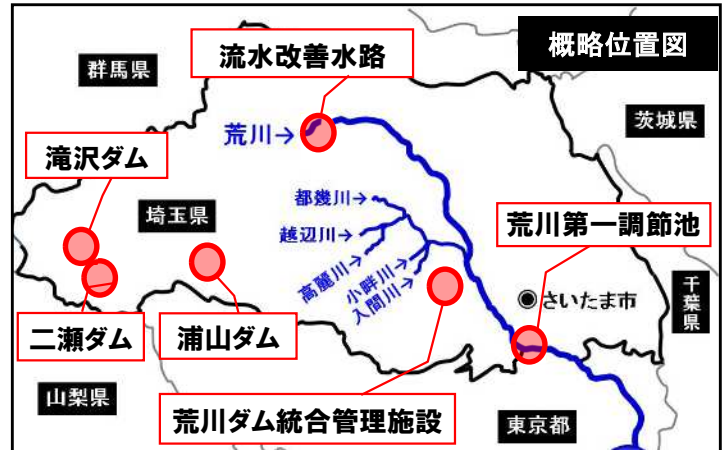 概略位置図
流水改善水路
群馬県
茨城県
荒川→
滝沢ダム
都幾川→
埼玉県
越辺川→
荒川第一調節池
高麗川→
小畔川→
入間川→
さいたま市
千葉県
二瀬ダム
浦山ダム
山梨県
荒川ダム統合管理施設
東京都